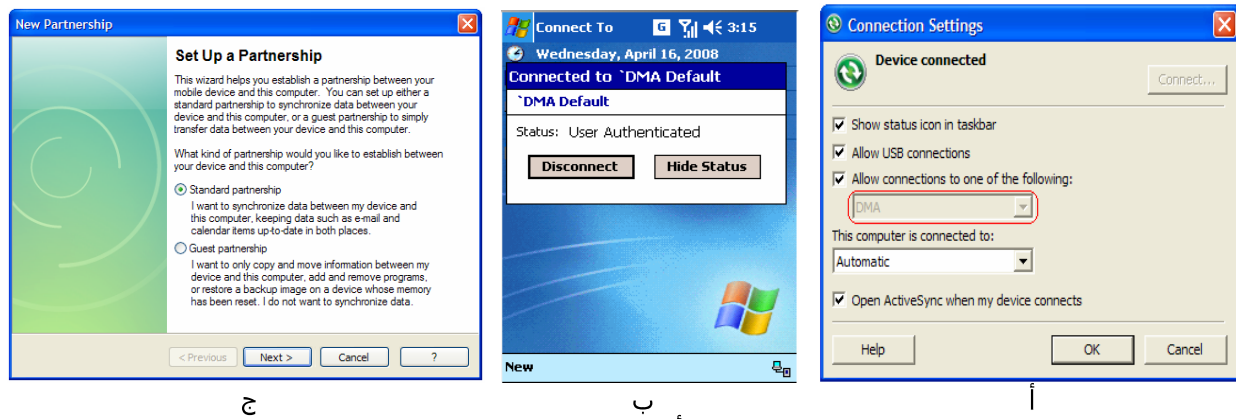 New Partnership
Set Up a Partnership
This wizard helps you establish a partnership between your
mobile device and this computer. You can set up either a
standard partnership to synchronize data between your
device and this computer, or a guest partnership to simply
transfer data between your device and this computer.
What kind of partnership would you like to establish between
your device and this computer?
Standard partnership
I want to synchronize data between my device and
this computer, keeping data such as e-mail and
calendar items up-to-date in both places.
Guest partnership
I want to only copy and move information between my
device and this computer, add and remove programs,
or restore a backup image on a device whose memory
has been reset. I do not want to synchronize data.
< Previous Next > Cancel ?
ج
Connect To G 3:15
Wednesday, April 16, 2008
Connected to `DMA Default
`DMA Default
Status: User Authenticated
Disconnect Hide Status
New
ب
Connection Settings
Device connected
Connect...
Show status icon in taskbar
Allow USB connections
Allow connections to one of the following:
DMA
This computer is connected to:
Automatic
Open ActiveSync when my device connects
Help OK Cancel
أ